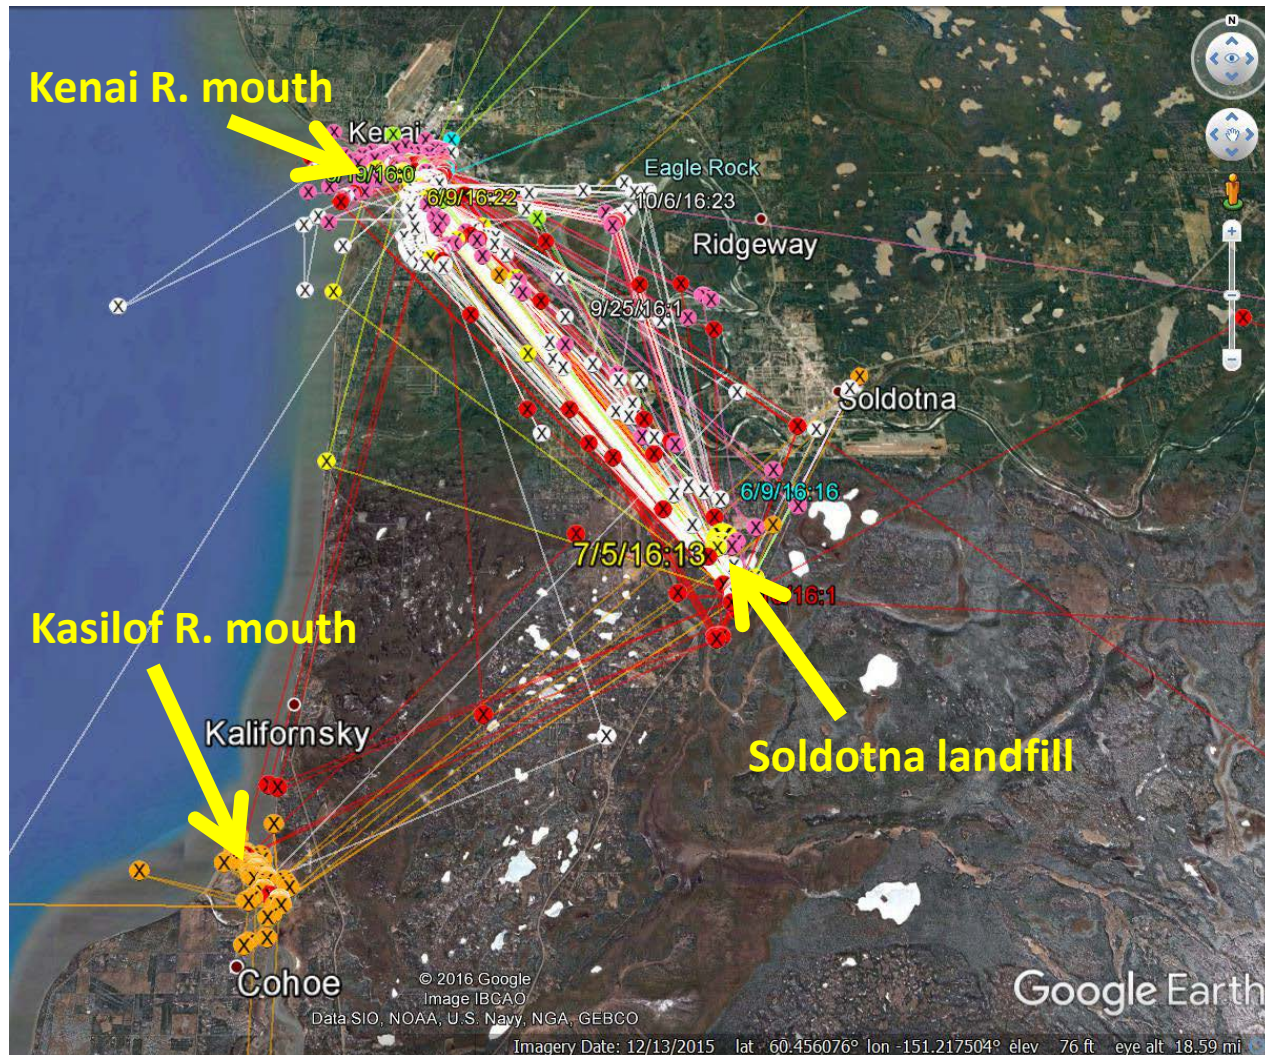 N
Kenai R. mouth
Kenai
Eagle Rock
6/9/16:22
10/6/16:23
Ridgeway
9/25/16:1
Soldotna
6/9/16:16
7/5/16:13
Kasilof R. mouth
Kalifornsky
Soldotna landfill
Cohoe
© 2016 Google
Image IBCAO
Data SIO, NOAA, U.S. Navy, NGA, GEBCO
Google Earth
Imagery Date: 12/13/2015 lat 60.456076° lon -151.217504° elev 76 ft eye alt 18.59 mi